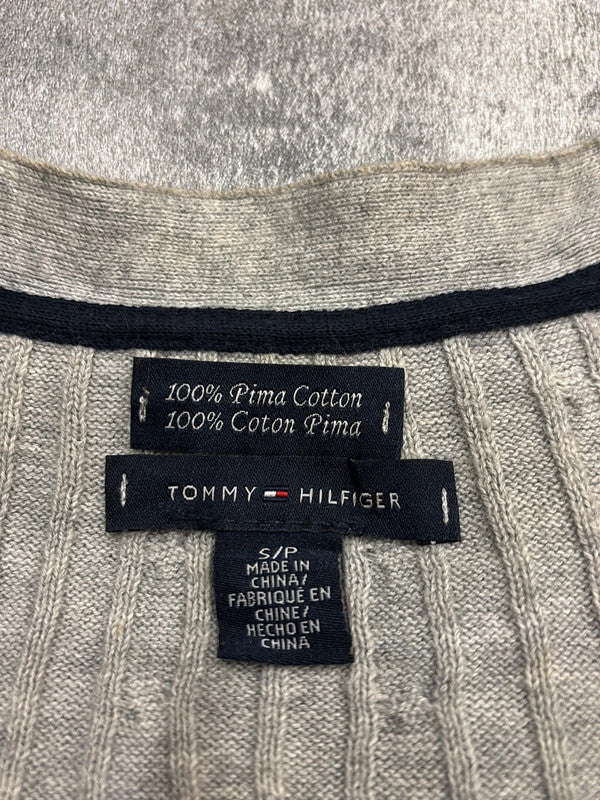 100% Pima Cotton
100% Coton Pima
TOMMY HILFIGER
S/P
MADE IN
CHINA/
FABRIQUÉ EN
CHINE/
HECHO EN
CHINA